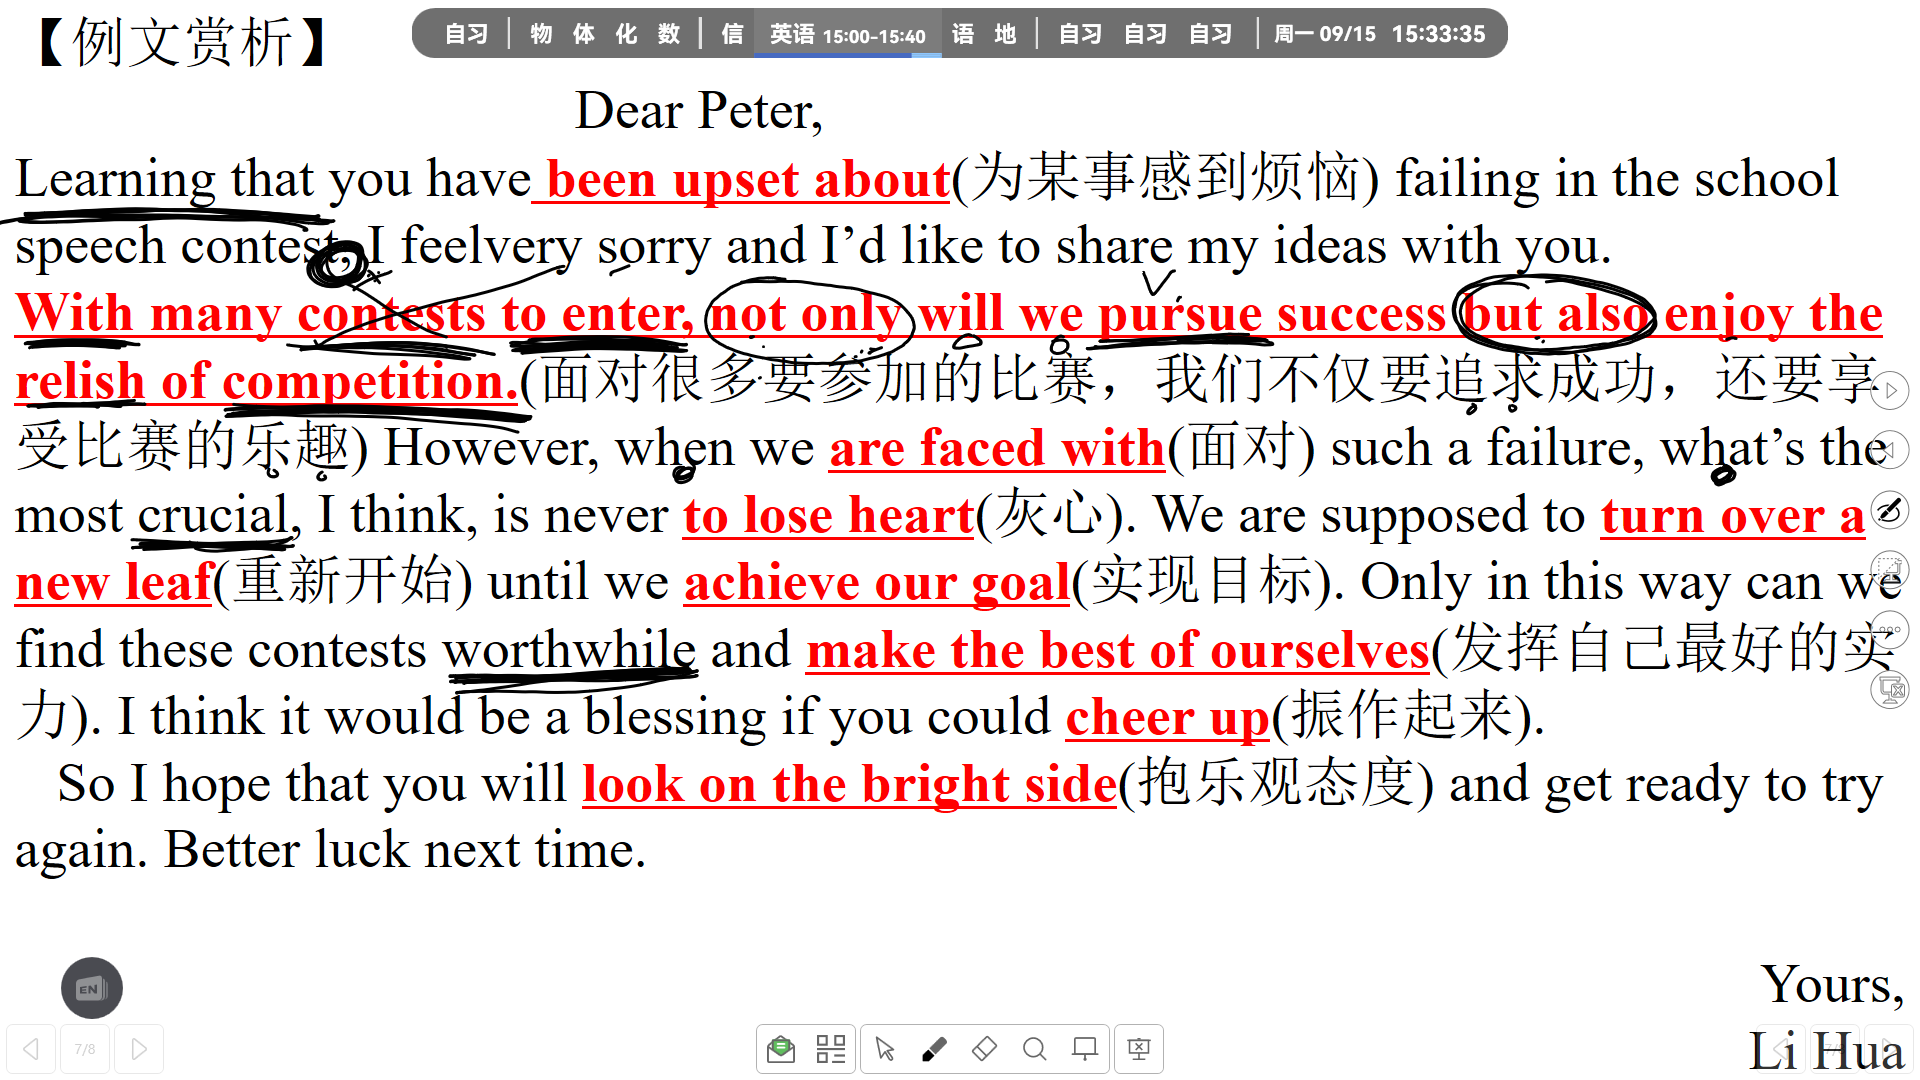 【例文赏析】
自习 物 体 化 数 信 英语 15:00-15:40 语 地 自习 自习 自习 周一 09/15 15:33:35
Dear Peter,
Learning that you have been upset about(为某事感到烦恼) failing in the school
speech contest, I feelvery sorry and I’d like to share my ideas with you.
With many contests to enter, not only will we pursue success but also enjoy the
relish of competition.(面对很多要参加的比赛，我们不仅要追求成功，还要享
受比赛的乐趣) However, when we are faced with(面对) such a failure, what’s the
most crucial, I think, is never to lose heart(灰心). We are supposed to turn over a
new leaf(重新开始) until we achieve our goal(实现目标). Only in this way can we
find these contests worthwhile and make the best of ourselves(发挥自己最好的实
力). I think it would be a blessing if you could cheer up(振作起来).
So I hope that you will look on the bright side(抱乐观态度) and get ready to try
again. Better luck next time.
Yours,
Li Hua
EN
7/8